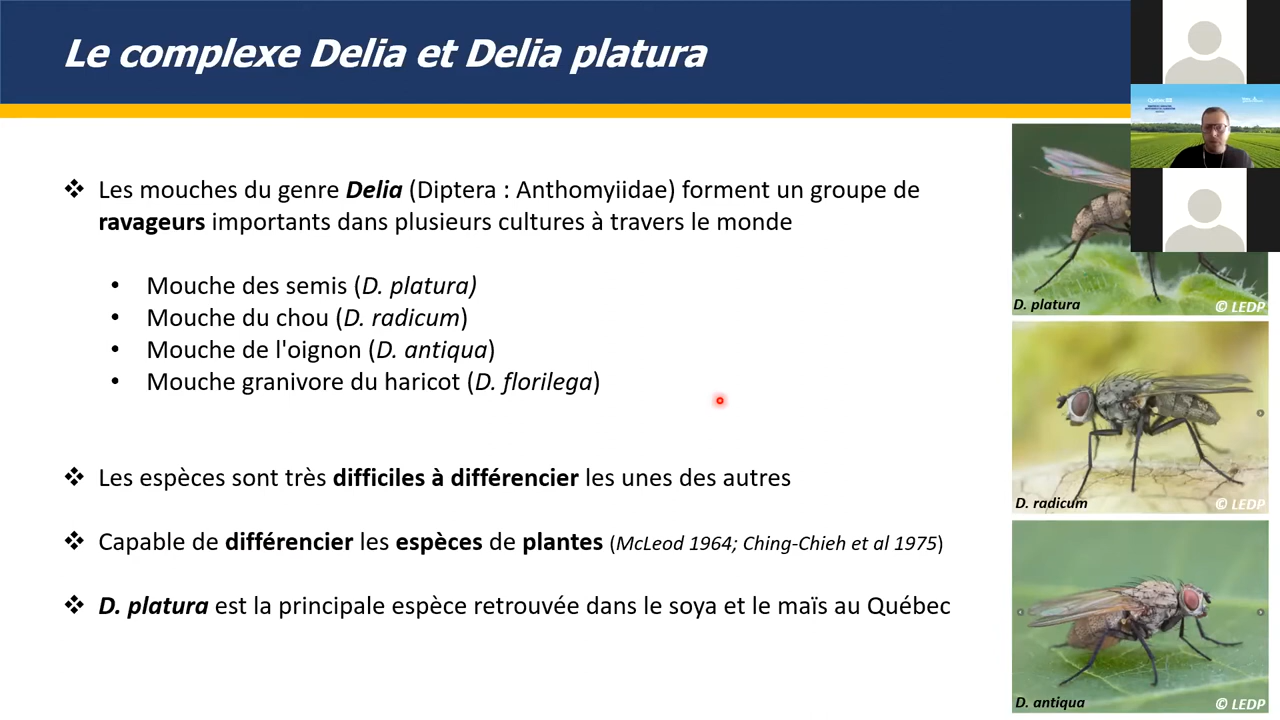 Le complexe Delia et Delia platura
❖ Les mouches du genre Delia (Diptera : Anthomyiidae) forment un groupe de
ravageurs importants dans plusieurs cultures à travers le monde
• Mouche des semis (D. platura)
• Mouche du chou (D. radicum)
• Mouche de l'oignon (D. antiqua)
• Mouche granivore du haricot (D. florilega)
❖ Les espèces sont très difficiles à différencier les unes des autres
❖ Capable de différencier les espèces de plantes (McLeod 1964; Ching-Chieh et al 1975)
❖ D. platura est la principale espèce retrouvée dans le soya et le maïs au Québec
D. platura
© LEDP
D. radicum
© LEDP
D. antiqua
© LEDP